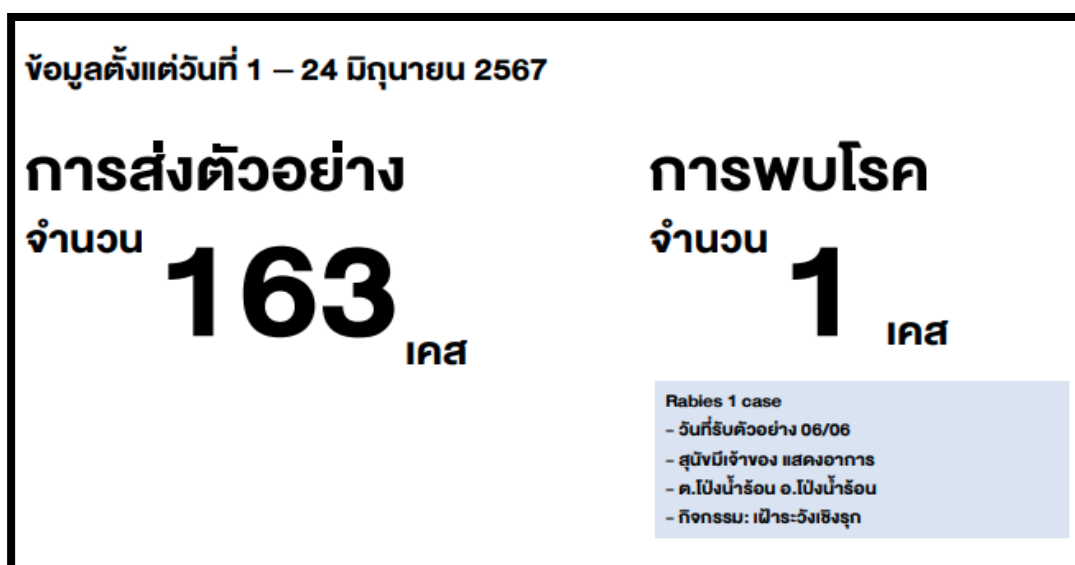 ข้อมูลตั้งแต่วันที่ 1 – 24 มิถุนายน 2567
การส่งตัวอย่าง
จำนวน 163 เคส
การพบโรค
จำนวน 1 เคส
Rabies 1 case
- วันที่รับตัวอย่าง 06/06
- สุนัขมีเจ้าของ แสดงอาการ
- ต.โป่งน้ำร้อน อ.โป่งน้ำร้อน
- กิจกรรม: เฝ้าระวังเชิงรุก